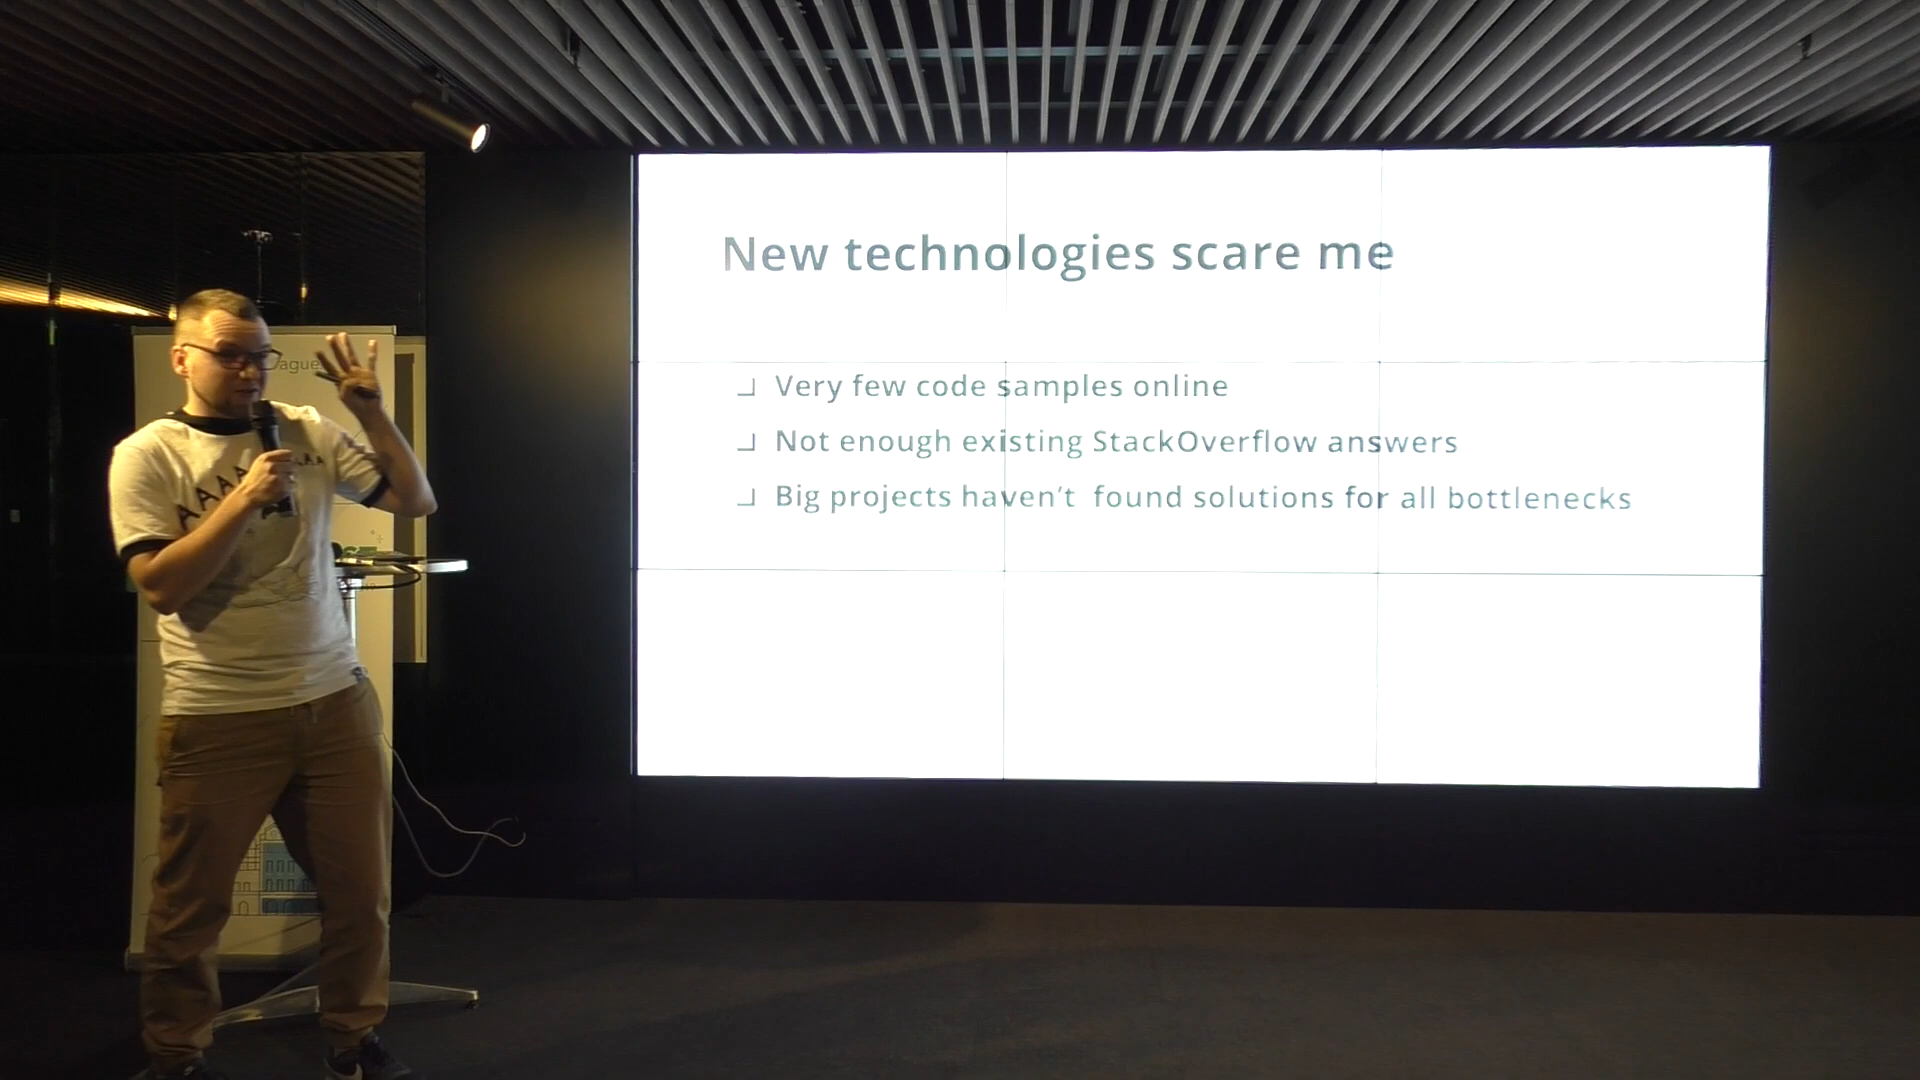 New technologies scare me
Very few code samples online
Not enough existing StackOverflow answers
Big projects haven't found solutions for all bottlenecks